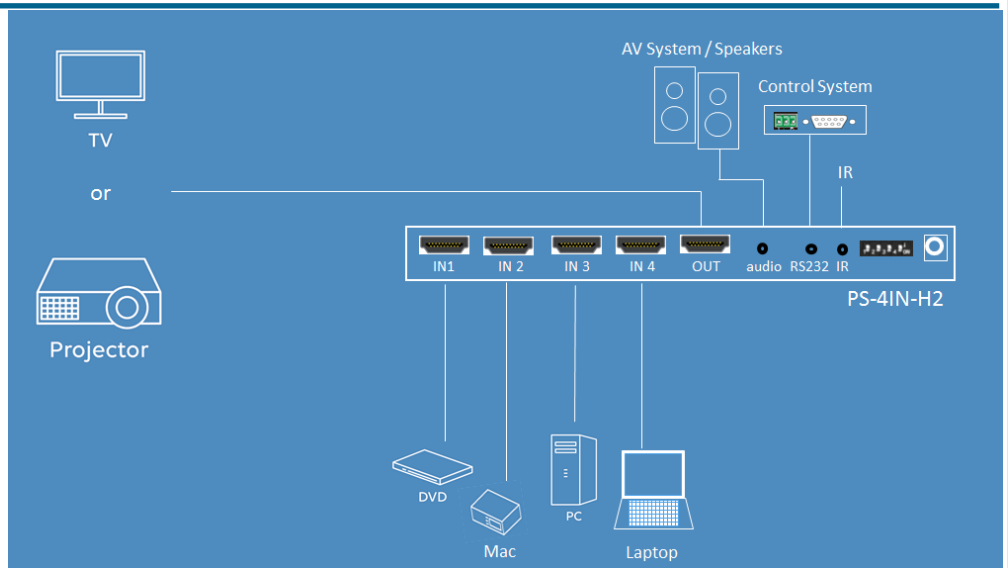 AV System / Speakers
Control System
TV
IR
or
IN1 IN 2 IN 3 IN 4 OUT audio RS232 IR
PS-4IN-H2
Projector
DVD
Mac
PC
Laptop